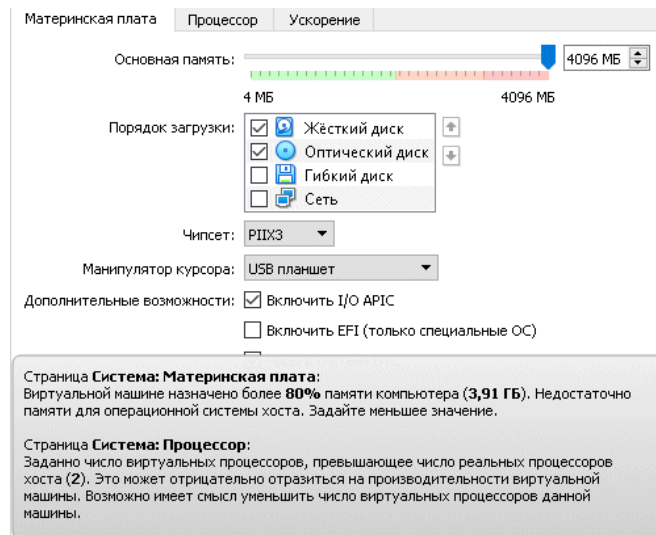 Материнская плата Процессор Ускорение
Основная память: 4096 МБ
4 МБ 4096 МБ
Порядок загрузки: Жёсткий диск
Оптический диск
Гибкий диск
Сеть
Чипсет: PIIX3
Манипулятор курсора: USB планшет
Дополнительные возможности: Включить I/O APIC
Включить EFI (только специальные ОС)
Страница Система: Материнская плата:
Виртуальной машине назначено более 80% памяти компьютера (3,91 ГБ). Недостаточно
памяти для операционной системы хоста. Задайте меньшее значение.
Страница Система: Процессор:
Заданно число виртуальных процессоров, превышающее число реальных процессоров
хоста (2). Это может отрицательно отразиться на производительности виртуальной
машины. Возможно имеет смысл уменьшить число виртуальных процессоров данной
машины.